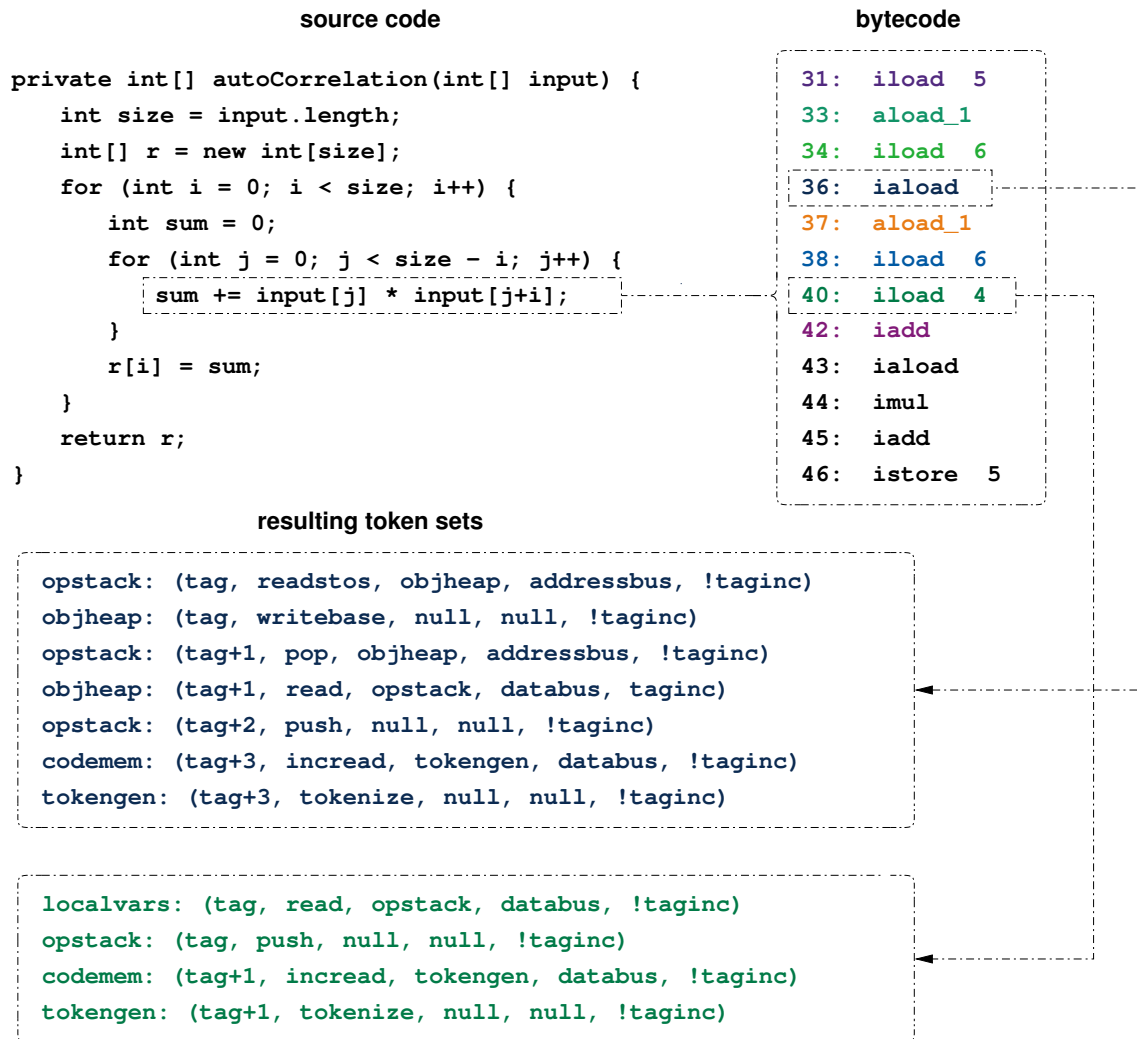 source code
private int[] autoCorrelation(int[] input) {
int size = input.length;
int[] r = new int[size];
for (int i = 0; i < size; i++) {
int sum = 0;
for (int j = 0; j < size - i; j++) {
sum += input[j] * input[j+i];
}
r[i] = sum;
}
return r;
}
bytecode
31: iload 5
33: aload_1
34: iload 6
36: iaload
37: aload_1
38: iload 6
40: iload 4
42: iadd
43: iaload
44: imul
45: iadd
46: istore 5
resulting token sets
opstack: (tag, readstos, objheap, addressbus, !taginc)
objheap: (tag, writebase, null, null, !taginc)
opstack: (tag+1, pop, objheap, addressbus, !taginc)
objheap: (tag+1, read, opstack, databus, taginc)
opstack: (tag+2, push, null, null, !taginc)
codemem: (tag+3, incread, tokengen, databus, !taginc)
tokengen: (tag+3, tokenize, null, null, !taginc)
localvars: (tag, read, opstack, databus, !taginc)
opstack: (tag, push, null, null, !taginc)
codemem: (tag+1, incread, tokengen, databus, !taginc)
tokengen: (tag+1, tokenize, null, null, !taginc)